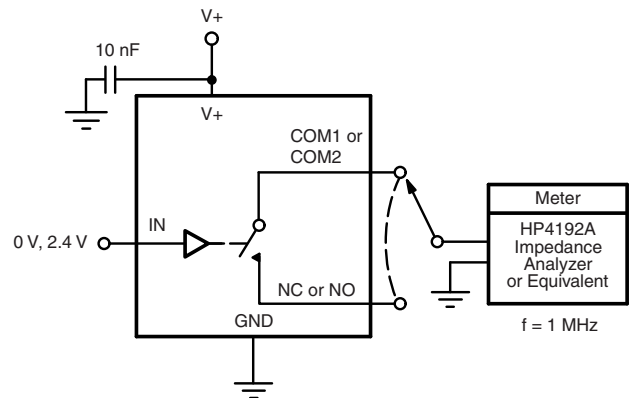 V+
10 nF
V+
COM1 or
COM2
IN
0 V, 2.4 V
NC or NO
GND
Meter
HP4192A
Impedance
Analyzer
or Equivalent
f = 1 MHz